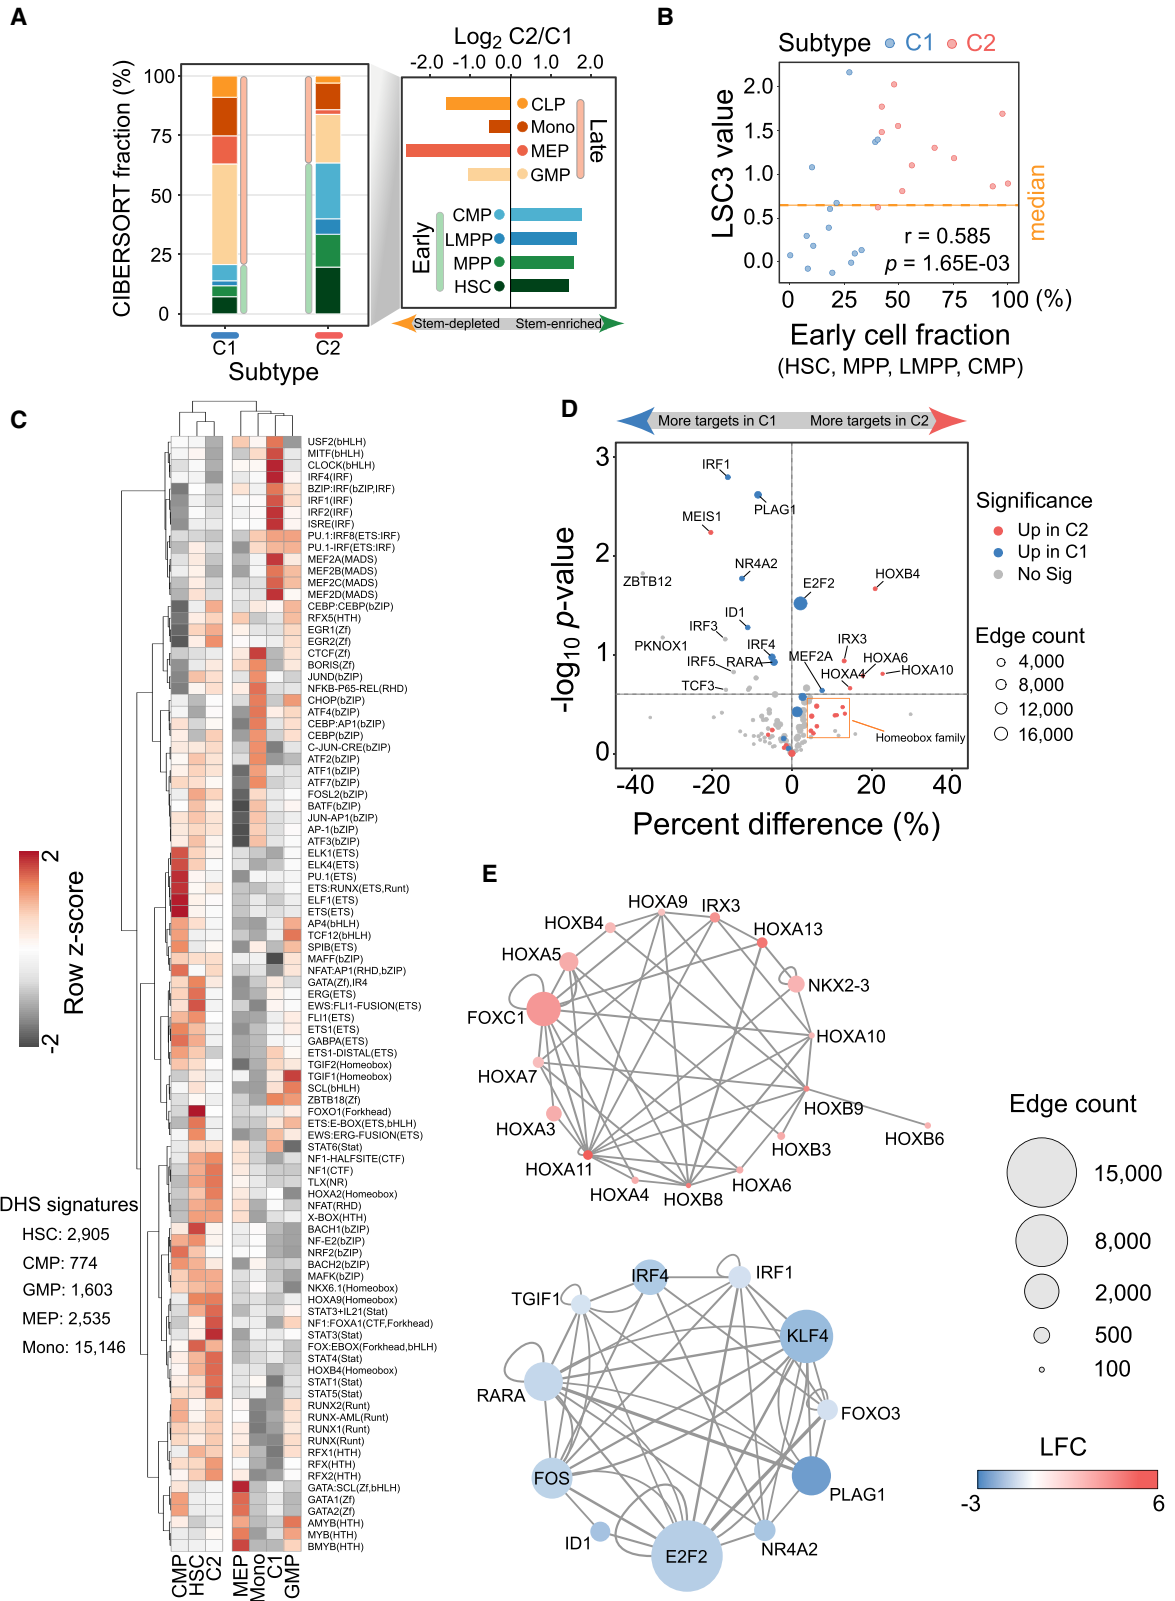 A
Log2 C2/C1
-2.0 -1.0 0.0 1.0 2.0
CIBERSORT fraction (%)
100
75
50
25
0
C1
C2
Subtype
CLP
Mono
MEP
GMP
Late
CMP
LMPP
MPP
HSC
Early
Stem-depleted
Stem-enriched
B
Subtype C1 C2
LSC3 value
2.0
1.5
1.0
0.5
0.0
median
r = 0.585
p = 1.65E-03
0 25 50 75 100 (%)
Early cell fraction
(HSC, MPP, LMPP, CMP)
C
USF2(bHLH)
MITF(bHLH)
CLOCK(bHLH)
IRF4(IRF)
BZIP:IRF(bZIP,IRF)
IRF1(IRF)
IRF2(IRF)
ISRE(IRF)
PU.1:IRF8(ETS:IRF)
PU.1-IRF(ETS:IRF)
MEF2A(MADS)
MEF2B(MADS)
MEF2C(MADS)
MEF2D(MADS)
CEBP:CEBP(bZIP)
RFX5(HTH)
EGR1(Zf)
EGR2(Zf)
CTCF(Zf)
BORIS(Zf)
JUND(bZIP)
NFKB-P65-REL(RHD)
CHOP(bZIP)
ATF4(bZIP)
CEBP:AP1(bZIP)
CEBP(bZIP)
C-JUN-CRE(bZIP)
ATF2(bZIP)
ATF1(bZIP)
ATF7(bZIP)
FOSL2(bZIP)
BATF(bZIP)
JUN-AP1(bZIP)
AP-1(bZIP)
ATF3(bZIP)
ELK1(ETS)
ELK4(ETS)
PU.1(ETS)
ETS:RUNX(ETS,Runt)
ELF1(ETS)
ETS(ETS)
AP4(bHLH)
TCF12(bHLH)
SPIB(ETS)
MAFF(bZIP)
NFAT:AP1(RHD,bZIP)
GATA(Zf),IR4
ERG(ETS)
EWS:FLI1-FUSION(ETS)
FLI1(ETS)
ETS1(ETS)
GABPA(ETS)
ETS1-DISTAL(ETS)
TGIF2(Homeobox)
TGIF1(Homeobox)
SCL(bHLH)
ZBTB18(Zf)
FOXO1(Forkhead)
ETS:E-BOX(ETS,bHLH)
EWS:ERG-FUSION(ETS)
STAT6(Stat)
NF1-HALFSITE(CTF)
NF1(CTF)
TLX(NR)
HOXA2(Homeobox)
NFAT(RHD)
X-BOX(HTH)
BACH1(bZIP)
NF-E2(bZIP)
NRF2(bZIP)
BACH2(bZIP)
MAFK(bZIP)
NKX6.1(Homeobox)
HOXA9(Homeobox)
STAT3+IL21(Stat)
NF1:FOXA1(CTF,Forkhead)
STAT3(Stat)
FOX:EBOX(Forkhead,bHLH)
STAT4(Stat)
HOXB4(Homeobox)
STAT1(Stat)
STAT5(Stat)
RUNX2(Runt)
RUNX-AML(Runt)
RUNX1(Runt)
RUNX(Runt)
RFX1(HTH)
RFX(HTH)
RFX2(HTH)
GATA:SCL(Zf,bHLH)
GATA1(Zf)
GATA2(Zf)
AMYB(HTH)
MYB(HTH)
BMYB(HTH)
2
-2
Row z-score
DHS signatures
HSC: 2,905
CMP: 774
GMP: 1,603
MEP: 2,535
Mono: 15,146
CMP
HSC
C2
MEP
Mono
C1
GMP
D
More targets in C1
More targets in C2
-log10 p-value
3
2
1
0
IRF1
PLAG1
MEIS1
NR4A2
ZBTB12
E2F2
HOXB4
ID1
IRF3
PKNOX1
IRF4
IRF5
RARA
MEF2A
IRX3
HOXA6
HOXA4
HOXA10
TCF3
Homeobox family
-40 -20 0 20 40
Percent difference (%)
Significance
Up in C2
Up in C1
No Sig
Edge count
4,000
8,000
12,000
16,000
E
HOXA9
IRX3
HOXB4
HOXA13
HOXA5
NKX2-3
FOXC1
HOXA10
HOXA7
HOXB9
HOXA3
HOXB6
HOXB3
HOXA11
HOXA6
HOXA4
HOXB8
IRF4
IRF1
TGIF1
KLF4
RARA
FOXO3
FOS
PLAG1
ID1
E2F2
NR4A2
Edge count
15,000
8,000
2,000
500
100
LFC
-3
6